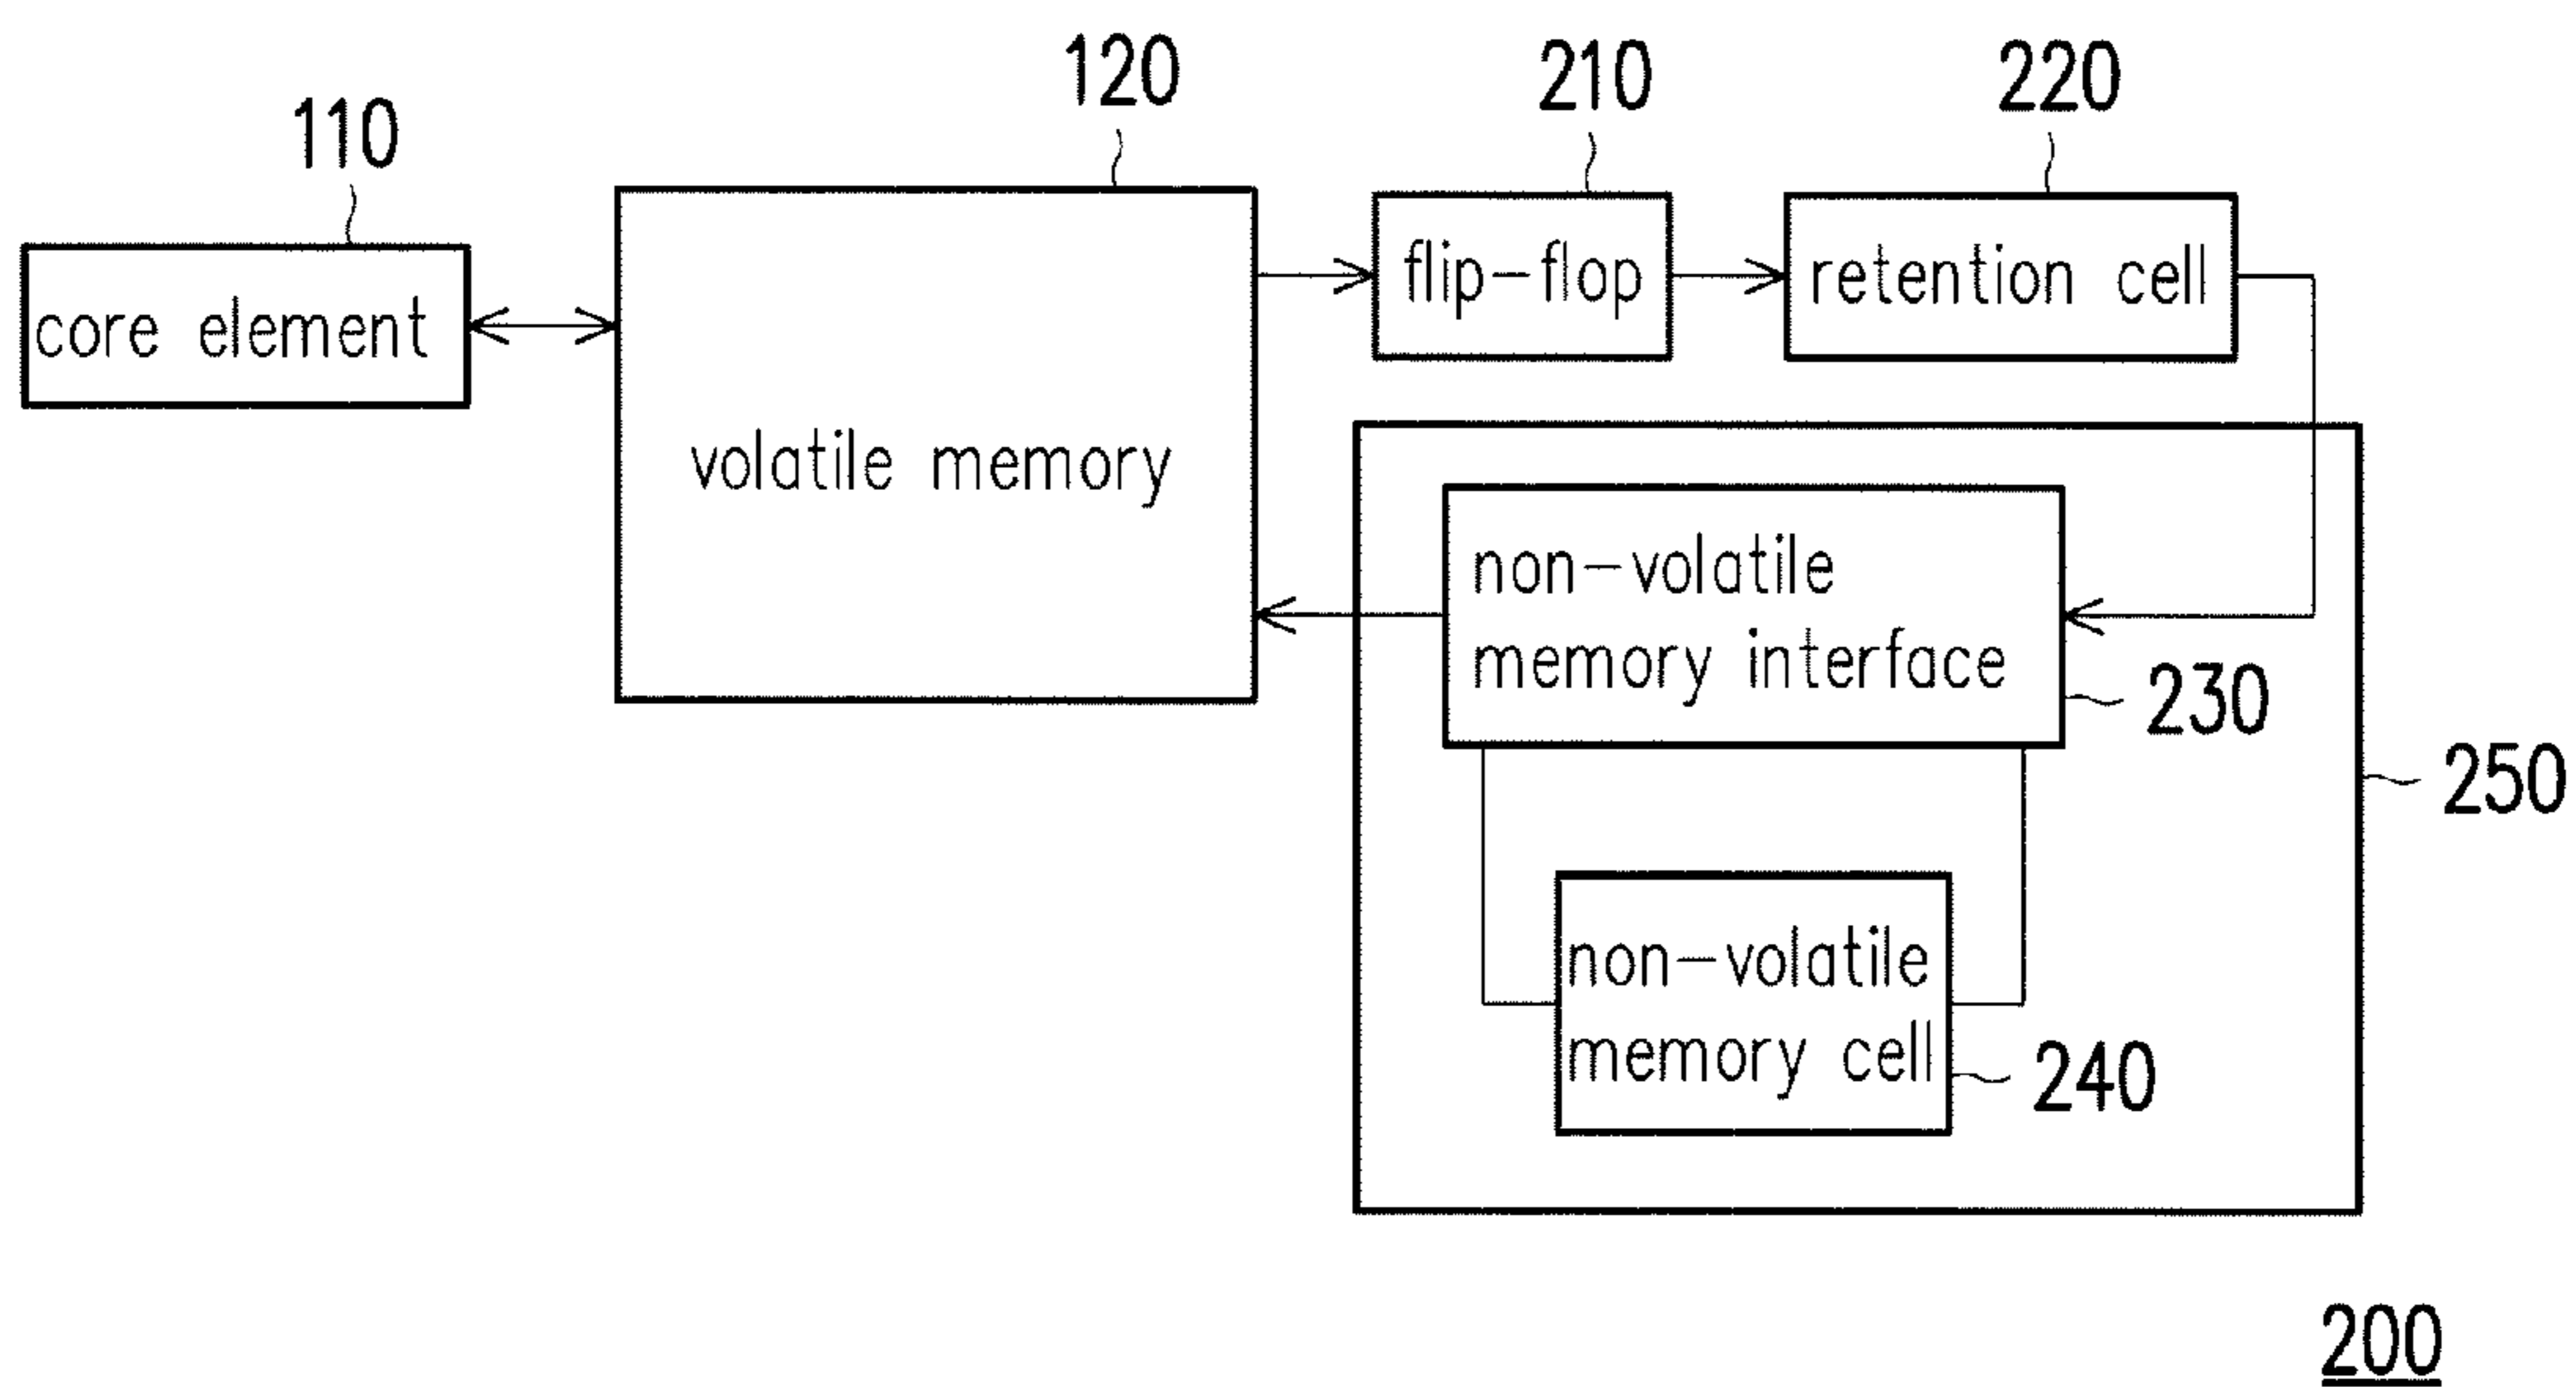 120
210
220
110
flip-flop
retention cell
core element
volatile memory
non-volatile
memory interface
230
250
non-volatile
memory cell
240
200